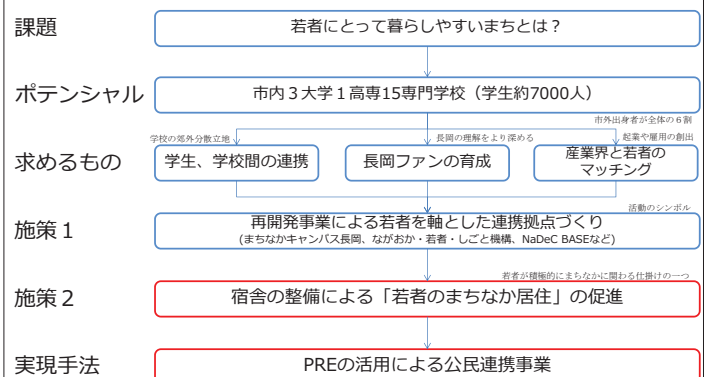 課題
若者にとって暮らしやすいまちとは？
ポテンシャル
市内３大学１高専15専門学校（学生約7000人）
市外出身者が全体の６割
学校の郊外分散立地
長岡の理解をより深める
起業や雇用の創出
求めるもの
学生、学校間の連携
長岡ファンの育成
産業界と若者の
マッチング
活動のシンボル
施策１
再開発事業による若者を軸とした連携拠点づくり
(まちなかキャンパス長岡、ながおか・若者・しごと機構、NaDeC BASEなど)
若者が積極的にまちなかに関わる仕掛けの一つ
施策２
宿舎の整備による「若者のまちなか居住」の促進
実現手法
PREの活用による公民連携事業